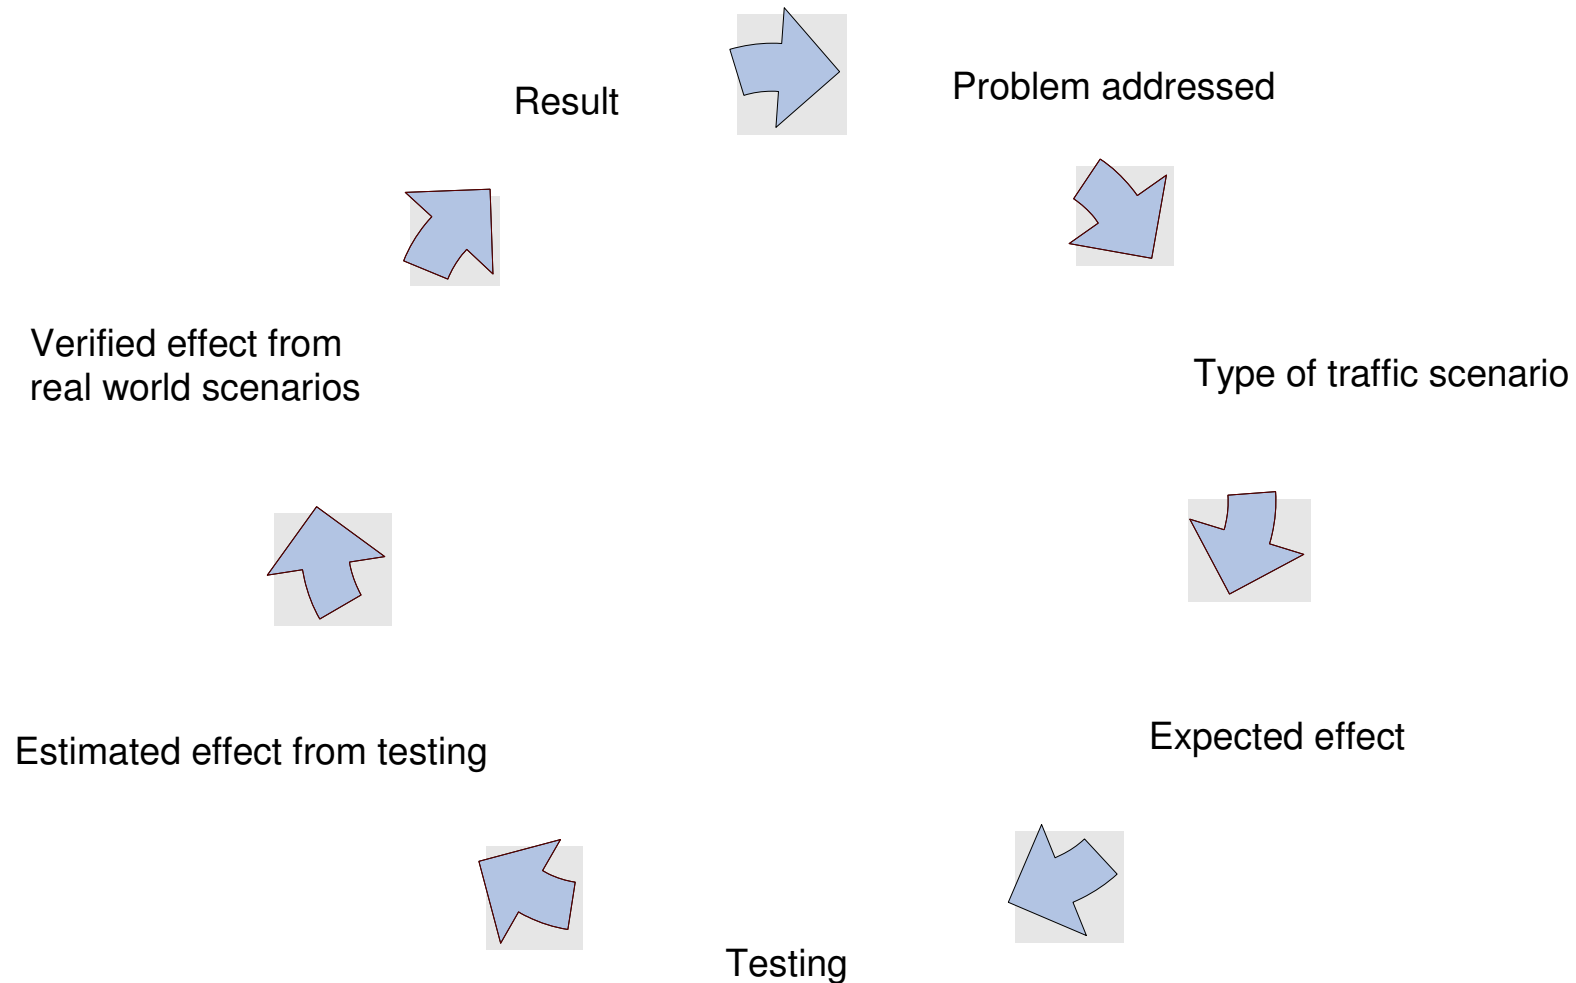 Result
Problem addressed
Verified effect from
real world scenarios
Type of traffic scenario
Expected effect
Estimated effect from testing
Testing